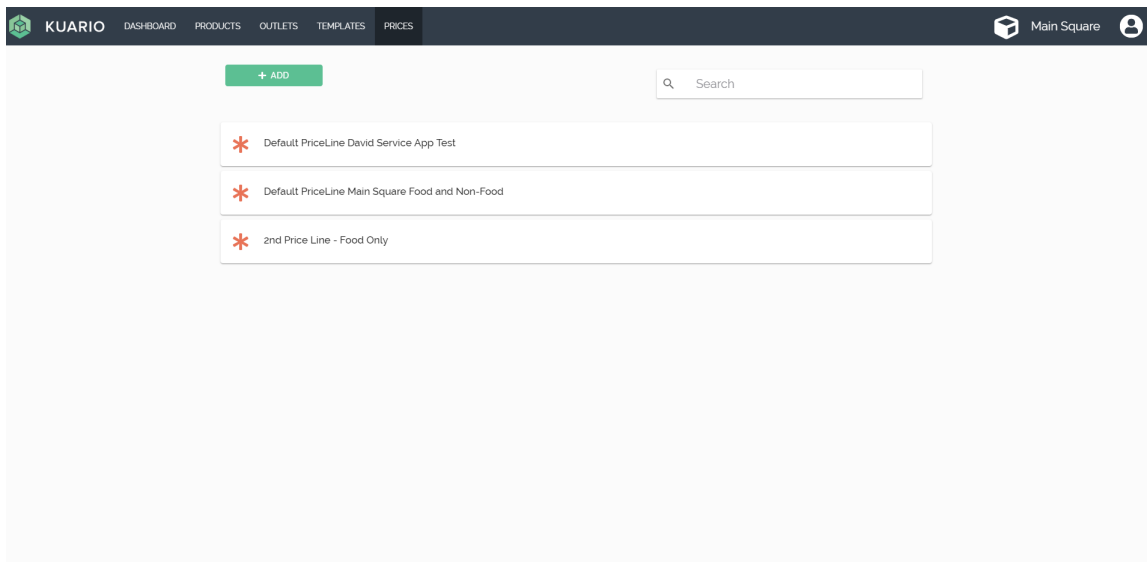 KUARIO DASHBOARD PRODUCTS OUTLETS TEMPLATES PRICES Main Square
+ ADD
Search
Default PriceLine David Service App Test
Default PriceLine Main Square Food and Non-Food
2nd Price Line - Food Only